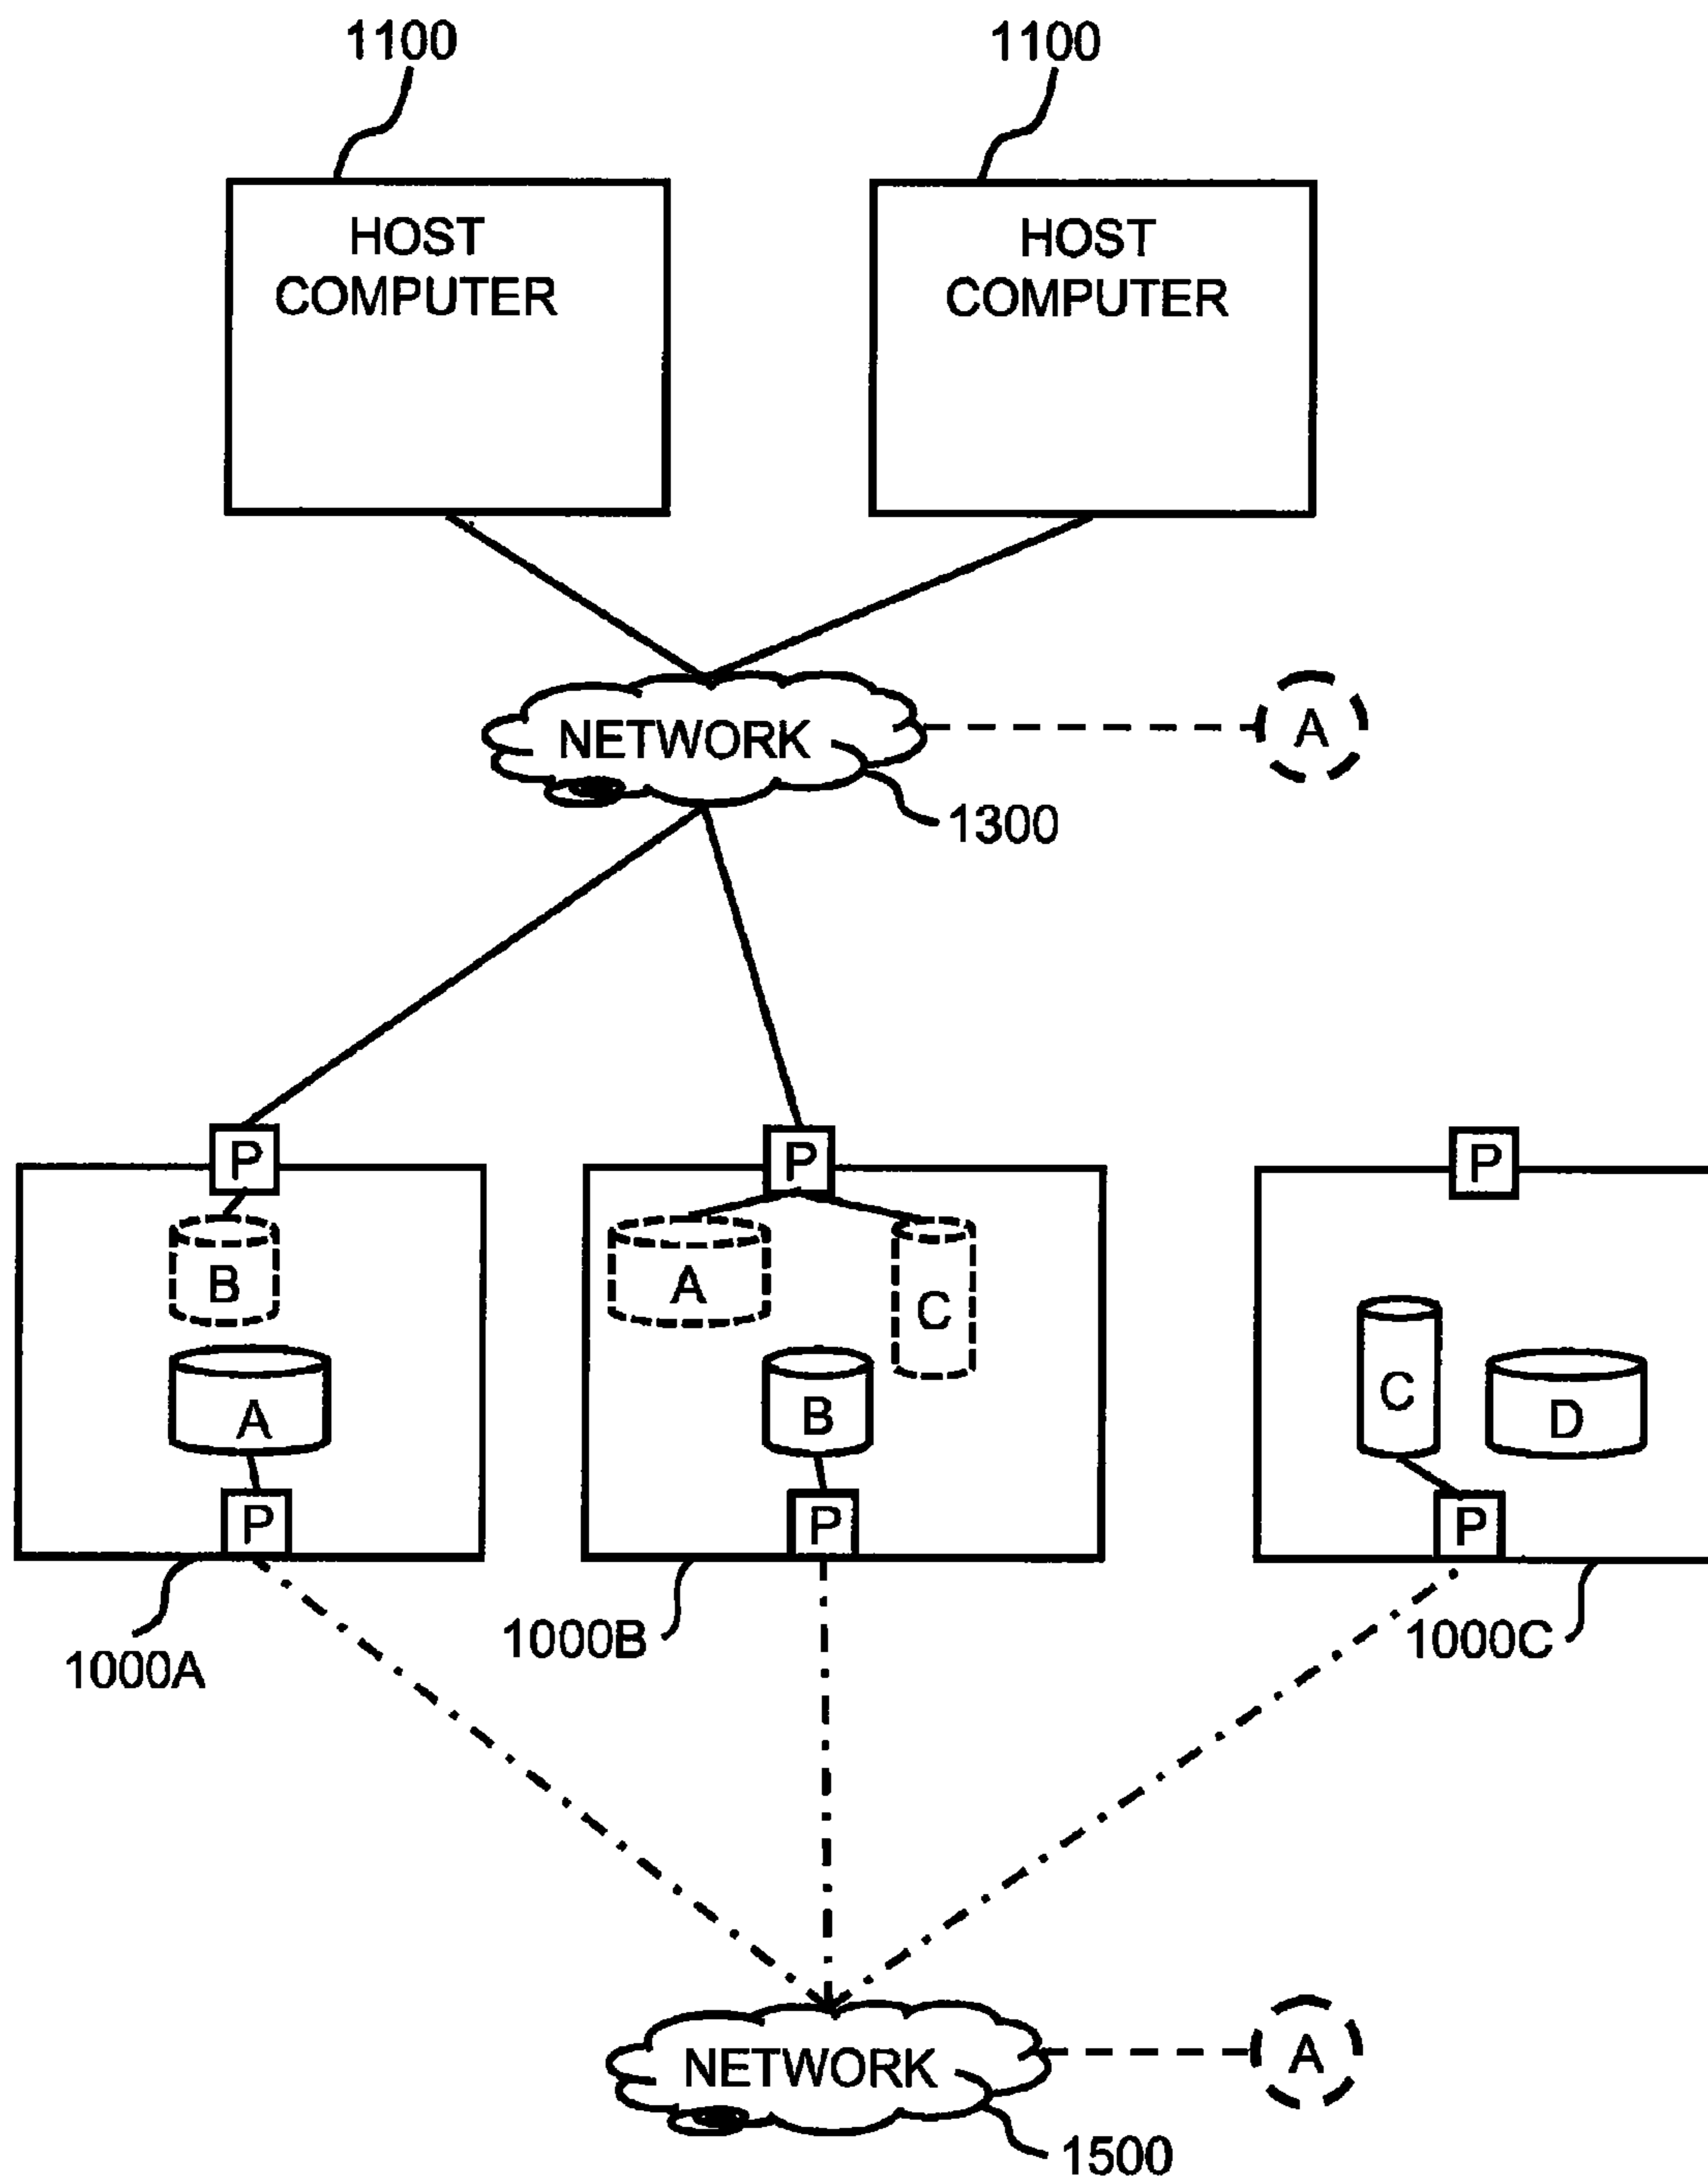 1100
1100
HOST
COMPUTER
HOST
COMPUTER
NETWORK
A
1300
P
P
P
B
A
C
A
B
C
D
P
P
P
1000A
1000B
1000C
NETWORK
A
1500